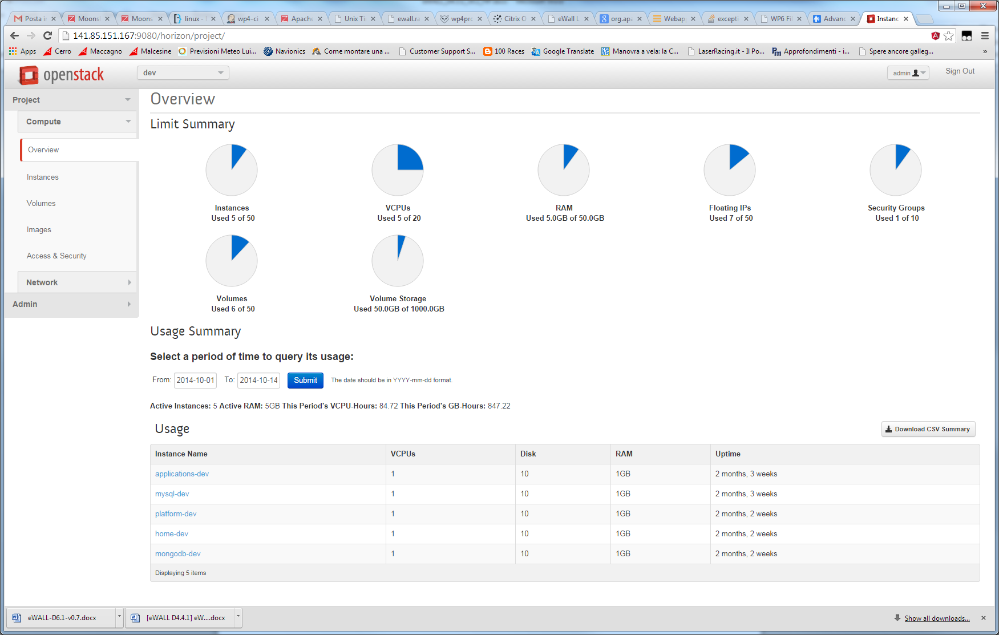 Posta in
Moonsl
Moons
linux -
wp4-ci
Apache
Unix Tin
ewall.ra
wp4pro
Citrix O
eWall L
org.apa
Webapp
excepti
WP6 Fil
Advanc
Instanc
141.85.151.167:9080/horizon/project/
Apps
Cerro
Maccagno
Malcesine
Previsioni Meteo Lui...
Navionics
Come montare una ...
Customer Support S...
100 Races
Google Translate
Manovra a vela: la C...
LaserRacing.it - Il Po...
Approfondimenti - i...
Spere ancore galleg...
»
openstack
dev
admin
Sign Out
Project
Compute
Overview
Instances
Volumes
Images
Access & Security
Network
Admin
Overview
Limit Summary
Instances
Used 5 of 50
VCPUs
Used 5 of 20
RAM
Used 5.0GB of 50.0GB
Floating IPs
Used 7 of 50
Security Groups
Used 1 of 10
Volumes
Used 6 of 50
Volume Storage
Used 50.0GB of 1000.0GB
Usage Summary
Select a period of time to query its usage:
From: 2014-10-01 To: 2014-10-14 Submit The date should be in YYYY-mm-dd format.
Active Instances: 5 Active RAM: 5GB This Period's VCPU-Hours: 84.72 This Period's GB-Hours: 847.22
Usage
Download CSV Summary
Instance Name VCPUs Disk RAM Uptime
applications-dev 1 10 1GB 2 months, 3 weeks
mysql-dev 1 10 1GB 2 months, 3 weeks
platform-dev 1 10 1GB 2 months, 2 weeks
home-dev 1 10 1GB 2 months, 2 weeks
mongodb-dev 1 10 1GB 2 months, 2 weeks
Displaying 5 items
eWALL-D6.1-v0.7.docx
[eWALL D4.4.1] eW....docx
Show all downloads...